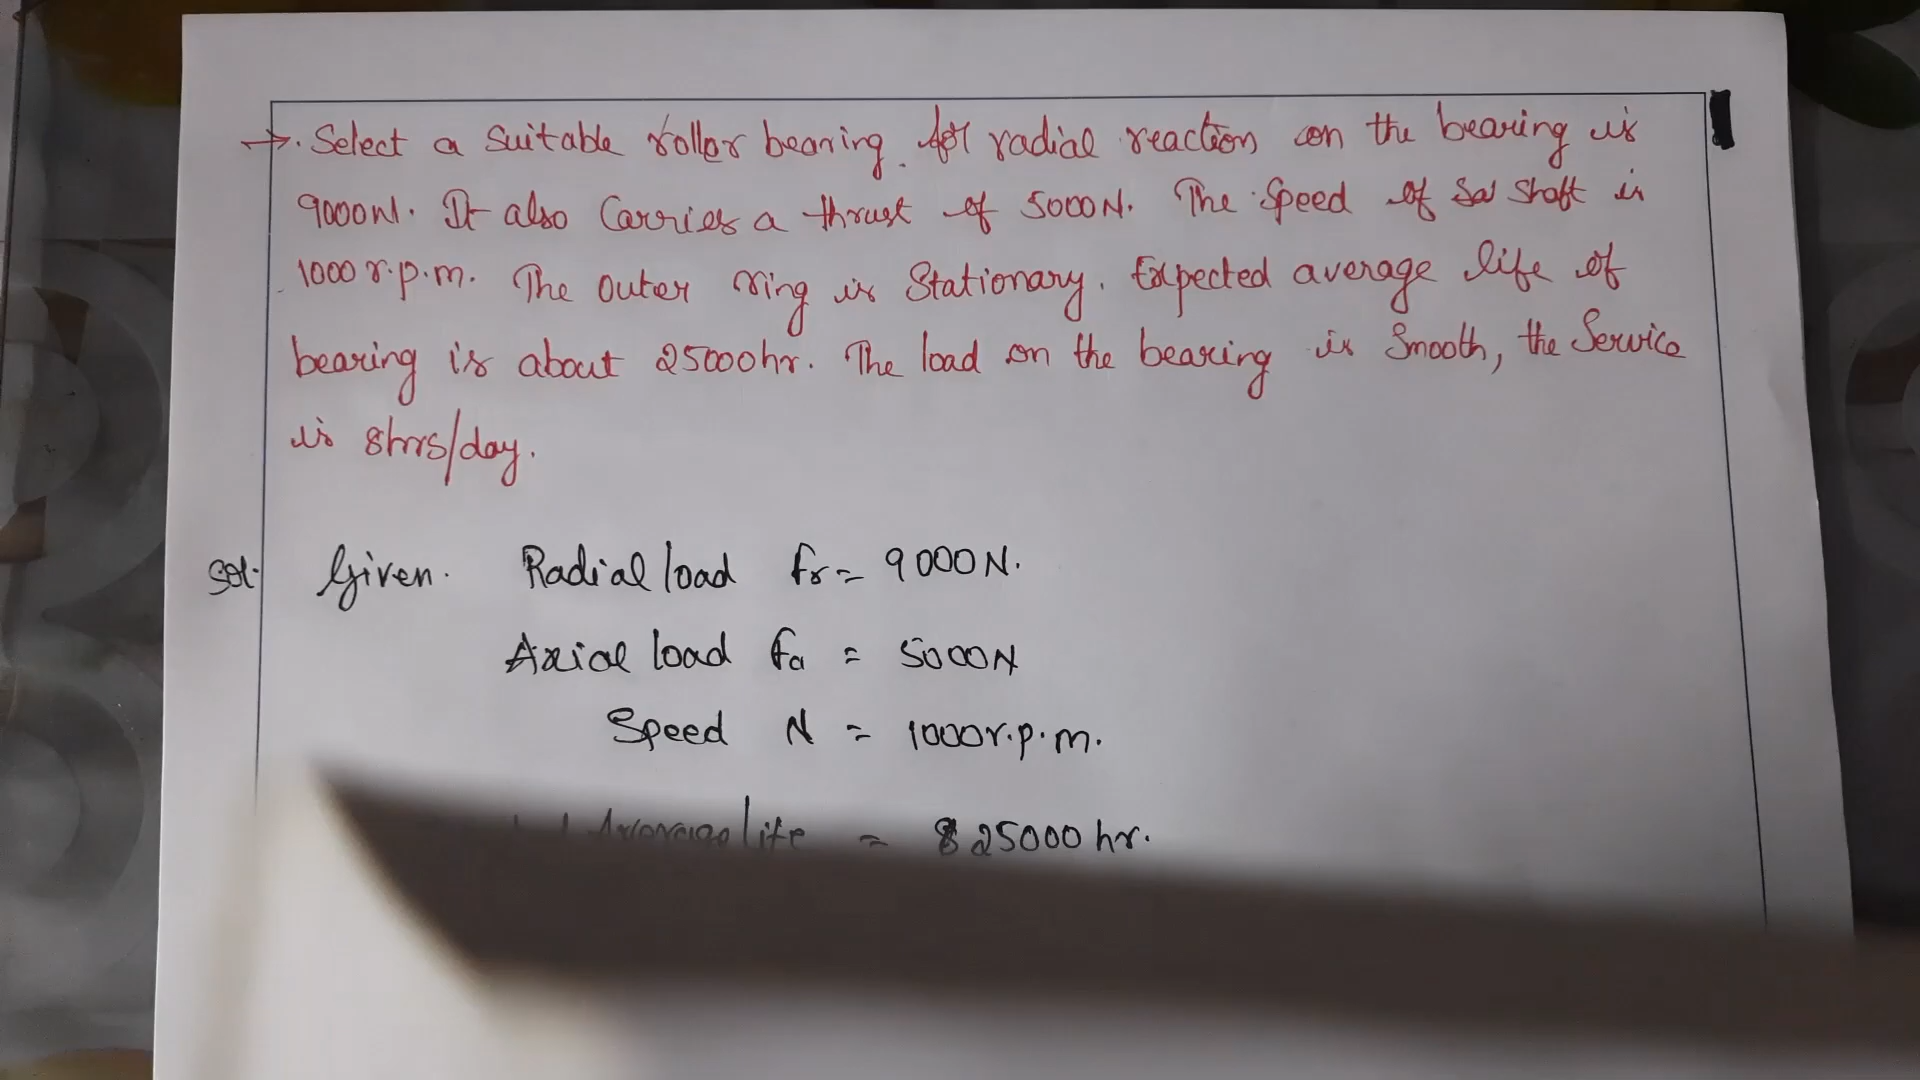 →. Select a suitable roller bearing for radial reaction on the bearing is
9000N. It also carries a thrust of 5000N. The speed of shaft is
1000 r.p.m. The outer ring is stationary. Expected average life of
bearing is about 25000hr. The load on the bearing is smooth, the service
is 8hrs/day.
Sol. Given. Radial load fr = 9000N.
Axial load fa = 5000N
Speed N = 1000r.p.m.
Average life = 25000 hr.